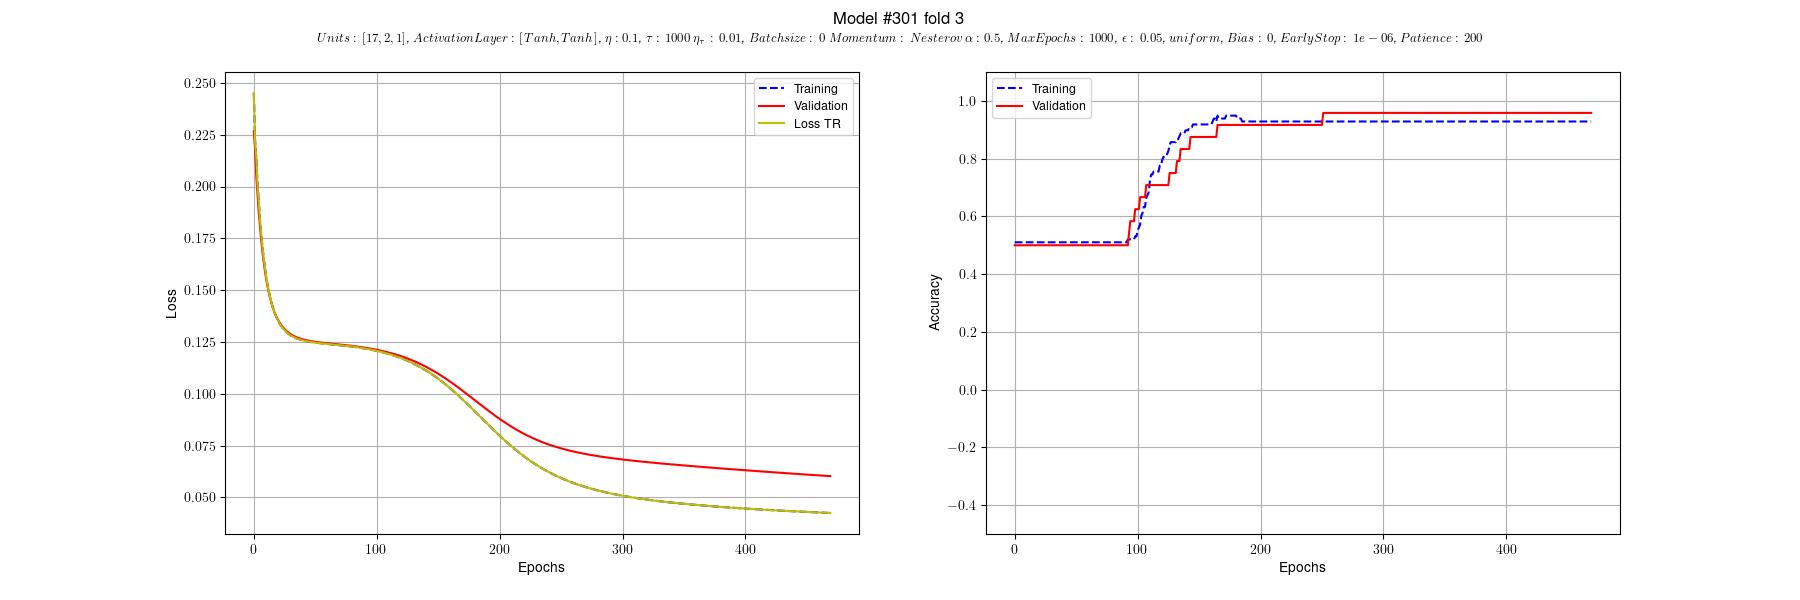 Model #301 fold 3
Units : [17, 2, 1], ActivationLayer : [Tanh, Tanh], η : 0.1, τ : 1000 ητ : 0.01, Batchsize : 0 Momentum : Nesterov α : 0.5, MaxEpochs : 1000, ϵ : 0.05, uniform, Bias : 0, EarlyStop : 1e − 06, Patience : 200
0.250
0.225
0.200
0.175
0.150
0.125
0.100
0.075
0.050
Loss
Training
Validation
Loss TR
0 100 200 300 400
Epochs
1.0
0.8
0.6
0.4
0.2
0.0
−0.2
−0.4
Accuracy
Training
Validation
0 100 200 300 400
Epochs